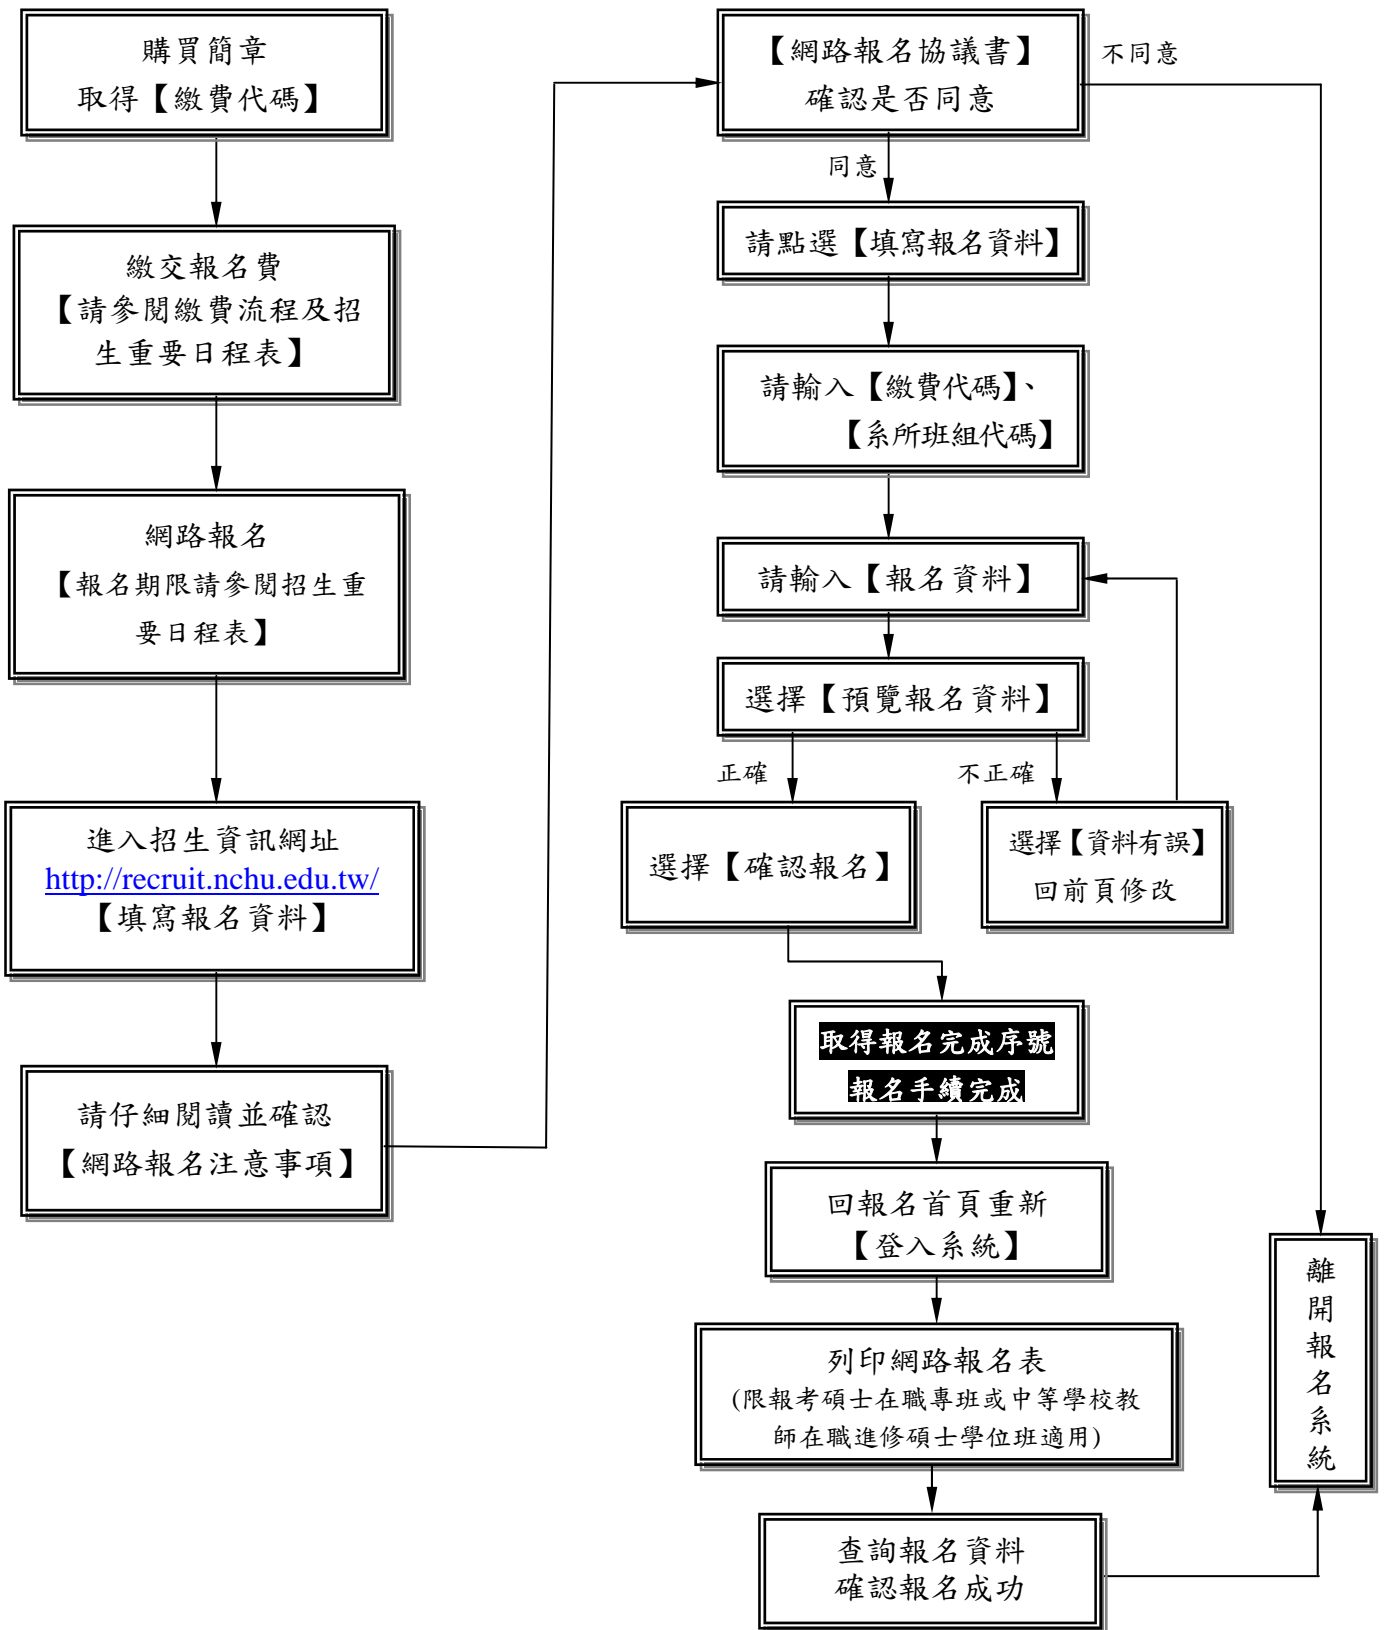 購買簡章
取得【繳費代碼】
繳交報名費
【請參閱繳費流程及招
生重要日程表】
網路報名
【報名期限請參閱招生重
要日程表】
進入招生資訊網址
http://recruit.nchu.edu.tw/
【填寫報名資料】
請仔細閱讀並確認
【網路報名注意事項】
【網路報名協議書】
確認是否同意
不同意
同意
請點選【填寫報名資料】
請輸入【繳費代碼】、
【系所班組代碼】
請輸入【報名資料】
選擇【預覽報名資料】
正確
不正確
選擇【確認報名】
選擇【資料有誤】
回前頁修改
取得報名完成序號
報名手續完成
回報名首頁重新
【登入系統】
列印網路報名表
(限報考碩士在職專班或中等學校教
師在職進修碩士學位班適用)
查詢報名資料
確認報名成功
離
開
報
名
系
統